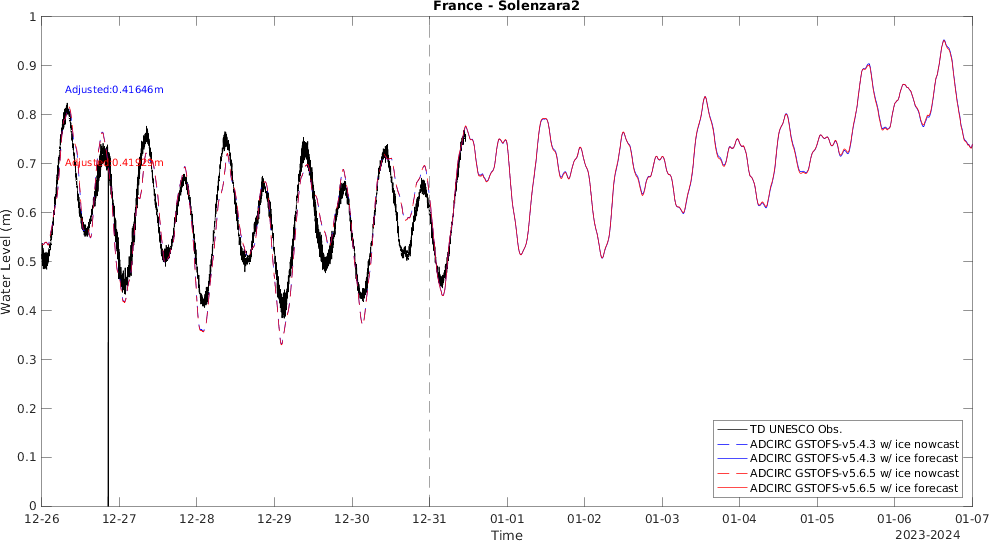 France - Solenzara2
Water Level (m)
1
0.9
0.8
0.7
0.6
0.5
0.4
0.3
0.2
0.1
0
Adjusted:0.41646m
Adjusted:0.41929m
TD UNESCO Obs.
ADCIRC GSTOFS-v5.4.3 w/ ice nowcast
ADCIRC GSTOFS-v5.4.3 w/ ice forecast
ADCIRC GSTOFS-v5.6.5 w/ ice nowcast
ADCIRC GSTOFS-v5.6.5 w/ ice forecast
12-26 12-27 12-28 12-29 12-30 12-31 01-01 01-02 01-03 01-04 01-05 01-06 01-07
Time
2023-2024